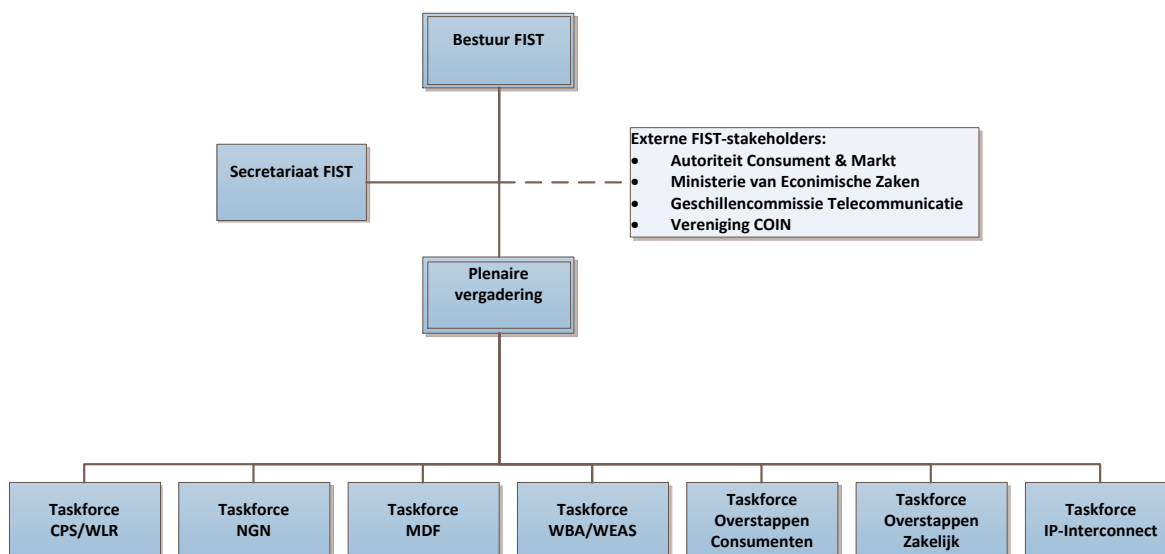 Bestuur FIST
Secretariaat FIST
Externe FIST-stakeholders:
• Autoriteit Consument & Markt
• Ministerie van Econimische Zaken
• Geschillencommissie Telecommunicatie
• Vereniging COIN
Plenaire
vergadering
Taskforce
CPS/WLR
Taskforce
NGN
Taskforce
MDF
Taskforce
WBA/WEAS
Taskforce
Overstappen
Consumenten
Taskforce
Overstappen
Zakelijk
Taskforce
IP-Interconnect